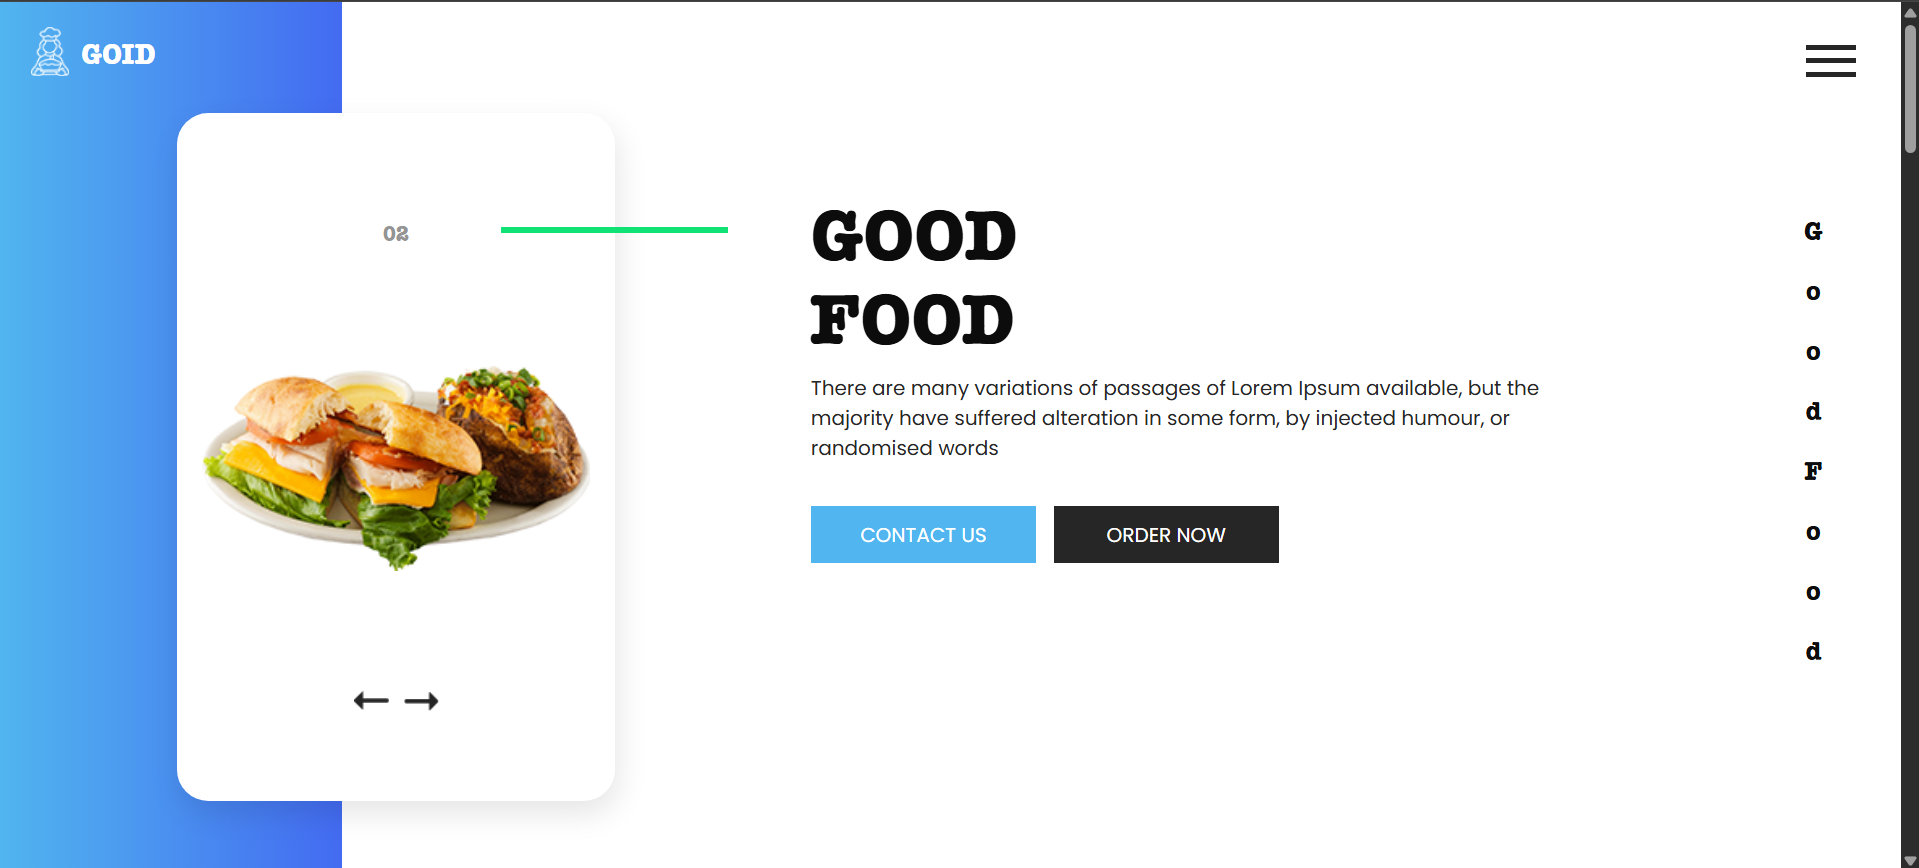 GOID
02
GOOD
FOOD
There are many variations of passages of Lorem Ipsum available, but the
majority have suffered alteration in some form, by injected humour, or
randomised words
CONTACT US
ORDER NOW
G
o
o
d
F
o
o
d